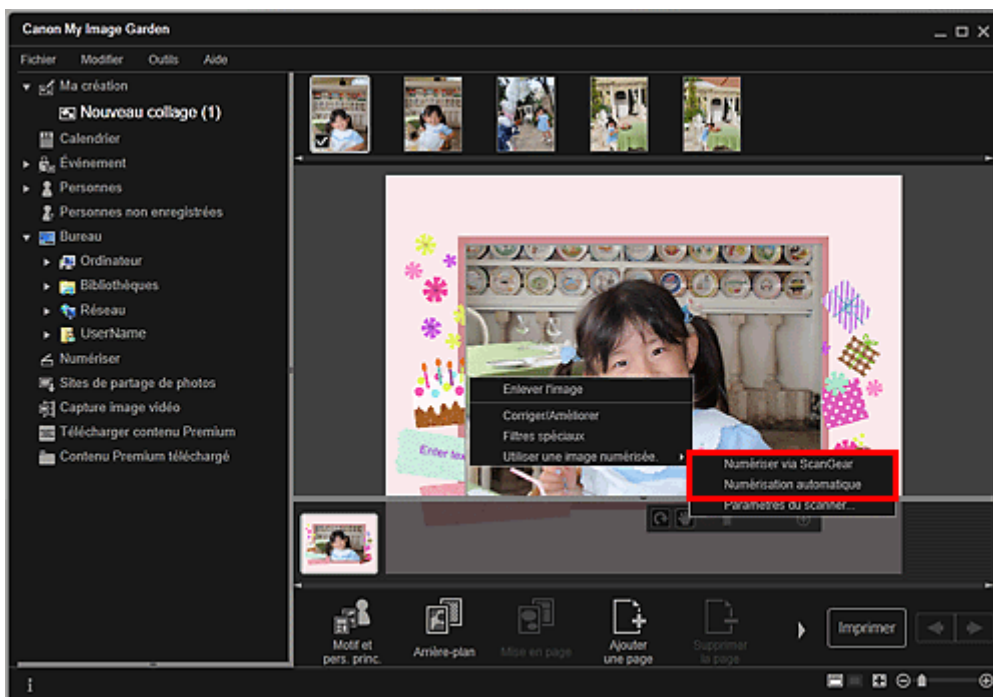 Canon My Image Garden
Fichier Modifier Outils Aide
Ma création
Nouveau collage (1)
Calendrier
Événement
Personnes
Personnes non enregistrées
Bureau
Ordinateur
Bibliothèques
Réseau
UserName
Numériser
Sites de partage de photos
Capture image vidéo
Télécharger contenu Premium
Contenu Premium téléchargé
Enter tex
Enlever l'image
Corriger/Améliorer
Filtres spéciaux
Utiliser une image numérisée.
Numériser via ScanGear
Numérisation automatique
Paramètres du scanner...
Motif et
pers. princ.
Arrière-plan
Mise en page
Ajouter
une page
Supprimer
la page
Imprimer